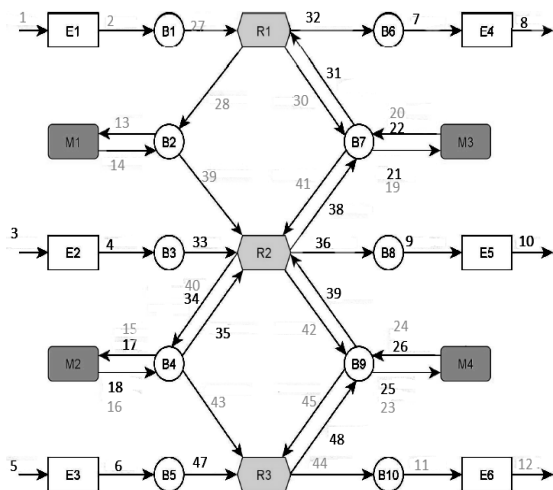 1 E1 2 B1 27 R1 32 B6 7 E4 8
28 30 31
M1 13 14 B2 B7 20 22 21 19 M3
39 41 38
3 E2 4 B3 33 R2 36 B8 9 E5 10
40 34 35 42 39
M2 15 17 18 16 B4 B9 24 26 25 23 M4
43 45 48
5 E3 6 B5 47 R3 44 B10 11 E6 12